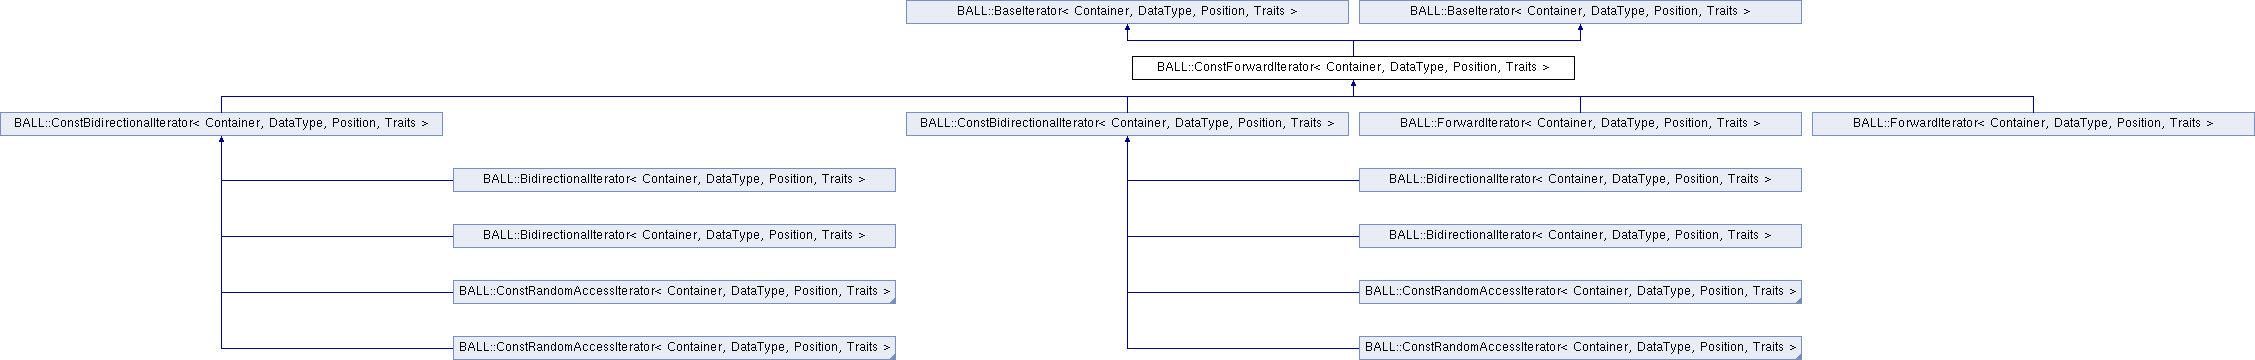 BALL::BaseIterator< Container, DataType, Position, Traits >
BALL::BaseIterator< Container, DataType, Position, Traits >
BALL::ConstForwardIterator< Container, DataType, Position, Traits >
BALL::ConstBidirectionalIterator< Container, DataType, Position, Traits >
BALL::ConstBidirectionalIterator< Container, DataType, Position, Traits >
BALL::ForwardIterator< Container, DataType, Position, Traits >
BALL::ForwardIterator< Container, DataType, Position, Traits >
BALL::BidirectionalIterator< Container, DataType, Position, Traits >
BALL::BidirectionalIterator< Container, DataType, Position, Traits >
BALL::BidirectionalIterator< Container, DataType, Position, Traits >
BALL::BidirectionalIterator< Container, DataType, Position, Traits >
BALL::ConstRandomAccessIterator< Container, DataType, Position, Traits >
BALL::ConstRandomAccessIterator< Container, DataType, Position, Traits >
BALL::ConstRandomAccessIterator< Container, DataType, Position, Traits >
BALL::ConstRandomAccessIterator< Container, DataType, Position, Traits >